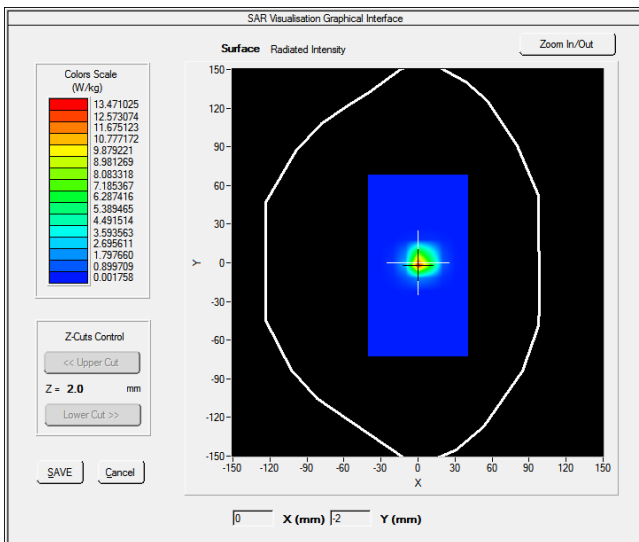 SAR Visualisation Graphical Interface
Surface Radiated Intensity
Zoom In/Out
Colors Scale
(W/kg)
13.471025
12.573074
11.675123
10.777172
9.879221
8.981269
8.083318
7.185367
6.287416
5.389465
4.491514
3.593563
2.695611
1.797660
0.899709
0.001758
Z-Cuts Control
<< Upper Cut
Z = 2.0 mm
Lower Cut >>
SAVE Cancel
150
120
90
60
30
0
-30
-60
-90
-120
-150
Y
-150 -120 -90 -60 -30 0 30 60 90 120 150
X
0 X (mm) -2 Y (mm)